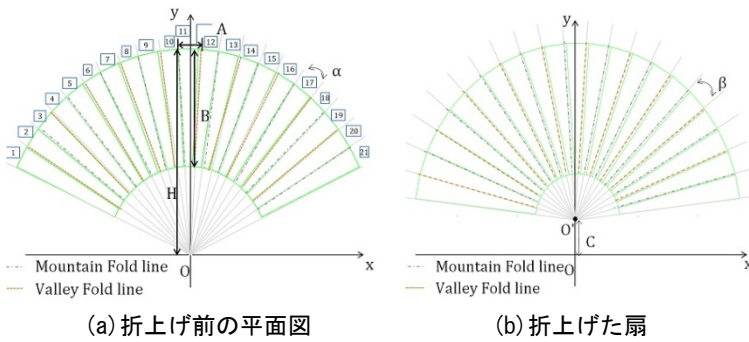 y
A
1
2
3
4
5
6
7
8
9
10
11
12
13
14
15
16
17
18
19
20
21
α
B
H
O
x
Mountain Fold line
Valley Fold line
(a) 折上げ前の平面図
y
β
O'
C
O
x
Mountain Fold line
Valley Fold line
(b) 折上げた扇